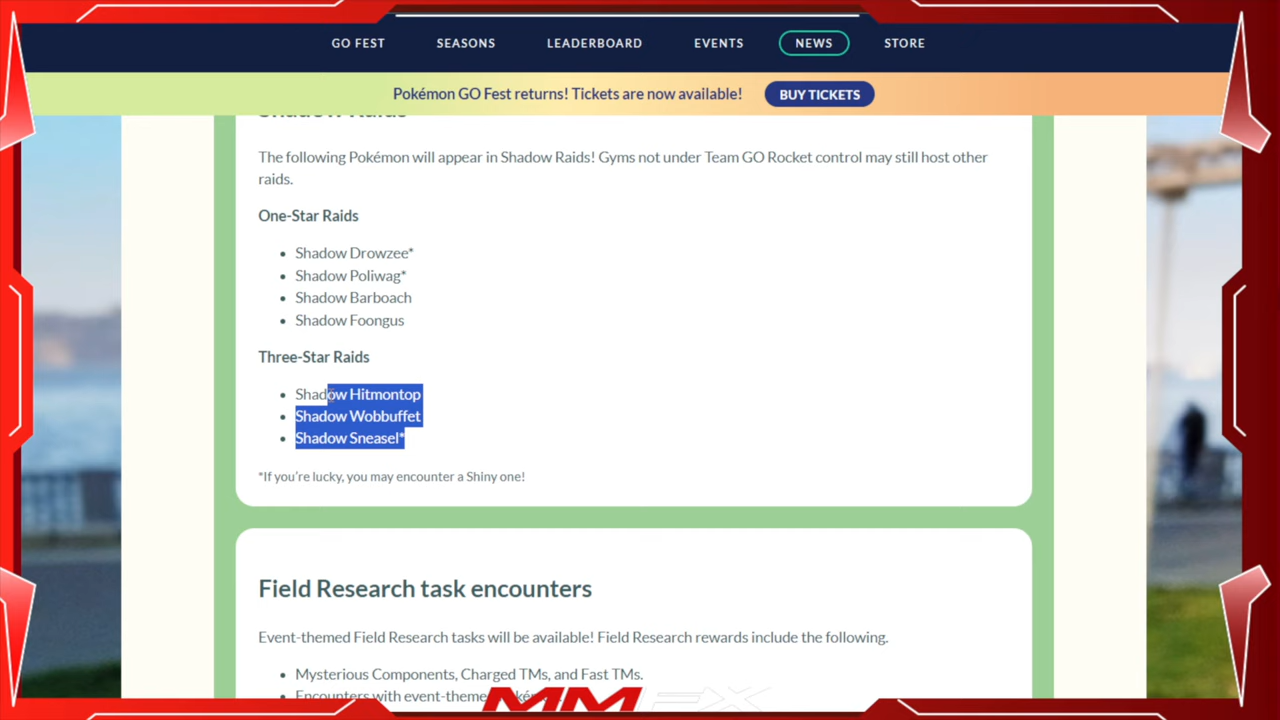 GO FEST SEASONS LEADERBOARD EVENTS NEWS STORE
Pokémon GO Fest returns! Tickets are now available! BUY TICKETS
Shadow Raids
The following Pokémon will appear in Shadow Raids! Gyms not under Team GO Rocket control may still host other
raids.
One-Star Raids
• Shadow Drowzee*
• Shadow Poliwag*
• Shadow Barboach
• Shadow Foongus
Three-Star Raids
• Shadow Hitmontop
• Shadow Wobbuffet
• Shadow Sneasel*
*If you’re lucky, you may encounter a Shiny one!
Field Research task encounters
Event-themed Field Research tasks will be available! Field Research rewards include the following.
• Mysterious Components, Charged TMs, and Fast TMs.
• Encounters with event-theme